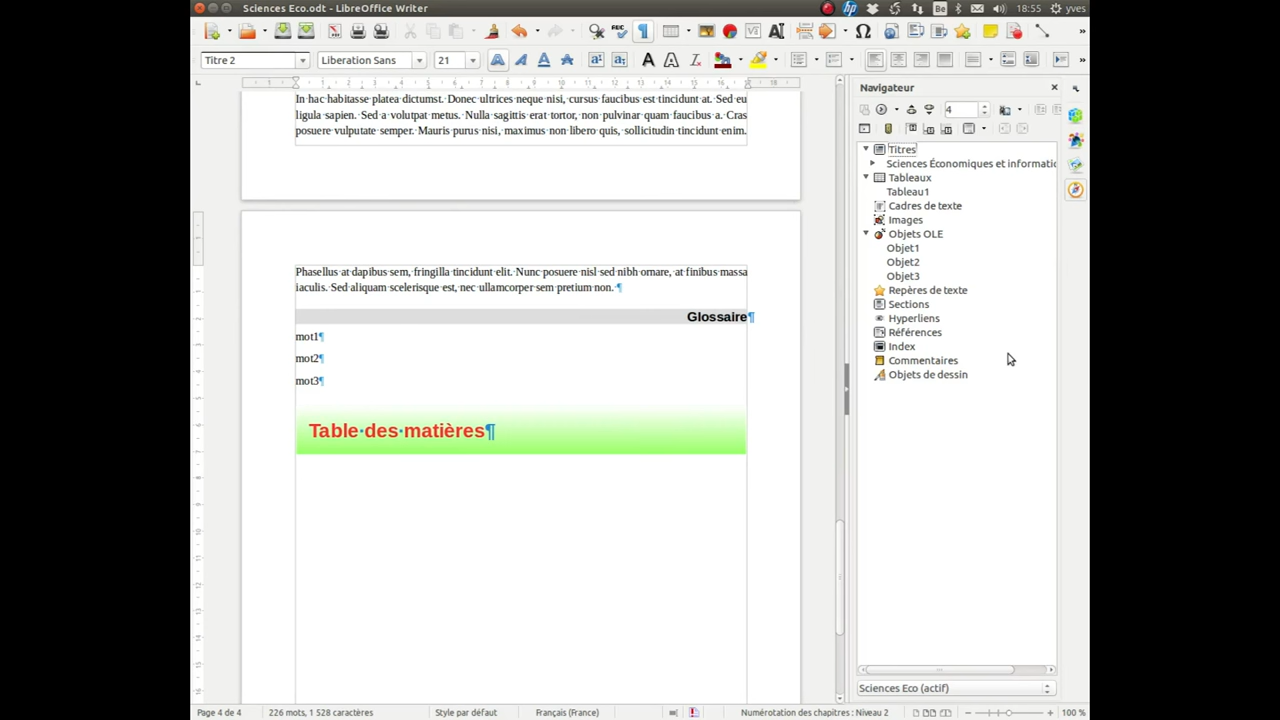 Sciences Eco.odt - LibreOffice Writer
Be
18:55
yves
Titre 2
Liberation Sans
21
4
Navigateur
In hac habitasse platea dictumst. Donec ultrices neque nisi, cursus faucibus est tincidunt at. Sed eu
ligula sapien. Sed a volutpat metus. Nulla sagittis erat tortor, non pulvinar quam faucibus a. Cras
posuere vulputate semper. Mauris purus nisi, maximus non libero quis, sollicitudin tincidunt enim.
Phasellus at dapibus sem, fringilla tincidunt elit. Nunc posuere nisl sed nibh ornare, at finibus massa
iaculis. Sed aliquam scelerisque est, nec ullamcorper sem pretium non. ¶
Glossaire¶
mot1¶
mot2¶
mot3¶
Table·des·matières¶
Titres
Sciences Économiques et informatic
Tableaux
Tableau1
Cadres de texte
Images
Objets OLE
Objet1
Objet2
Objet3
Repères de texte
Sections
Hyperliens
Références
Index
Commentaires
Objets de dessin
Sciences Eco (actif)
Page 4 de 4
226 mots, 1 528 caractères
Style par défaut
Français (France)
Numérotation des chapitres : Niveau 2
100 %